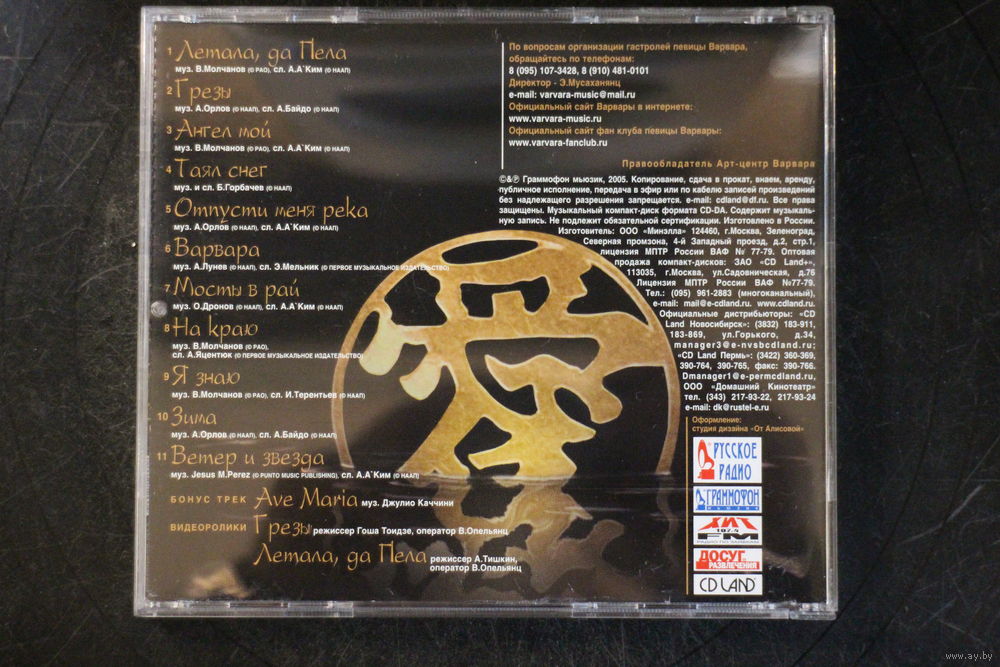 1 Летала, да Пела
муз. В.Молчанов (© РАО), сл. А.А`Ким (© НААП)
2 Грезы
муз. А.Орлов (© НААП), сл. А.Байдо (© НААП)
3 Ангел мой
муз. В.Молчанов (© РАО), сл. А.А`Ким (© НААП)
4 Таял снег
муз. и сл. Б.Горбачев (© НААП)
5 Отпусти меня река
муз. А.Орлов (© НААП), сл. А.А`Ким (© НААП)
6 Варвара
муз. А.Лунев (© НААП), сл. Э.Мельник (© ПЕРВОЕ МУЗЫКАЛЬНОЕ ИЗДАТЕЛЬСТВО)
7 Мосты в рай
муз. О.Дронов (© НААП), сл. А.А`Ким (© НААП)
8 На краю
муз. В.Молчанов (© РАО),
сл. А.Яцентюк (© ПЕРВОЕ МУЗЫКАЛЬНОЕ ИЗДАТЕЛЬСТВО)
9 Я знаю
муз. В.Молчанов (© РАО), сл. И.Терентьев (© НААП)
10 Зима
муз. А.Орлов (© НААП), сл. А.Байдо (© НААП)
11 Ветер и звезда
муз. Jesus M.Perez (© PUNTO MUSIC PUBLISHING), сл. А.А`Ким (© НААП)
БОНУС ТРЕК Ave Maria муз. Джулио Каччини
ВИДЕОРОЛИКИ Грезы режиссер Гоша Тоидзе, оператор В.Опельянц
Летала, да Пела режиссер А.Тишкин,
оператор В.Опельянц
По вопросам организации гастролей певицы Варвара,
обращайтесь по телефонам:
8 (095) 107-3428, 8 (910) 481-0101
Директор - Э.Мусаханянц
e-mail: varvara-music@mail.ru
Официальный сайт Варвары в интернете:
www.varvara-music.ru
Официальный сайт фан клуба певицы Варвары:
www.varvara-fanclub.ru
Правообладатель Арт-центр Варвара
©&℗ Граммофон мьюзик, 2005. Копирование, сдача в прокат, внаем, аренду,
публичное исполнение, передача в эфир или по кабелю записей произведений
без надлежащего разрешения запрещается. e-mail: cdland@df.ru. Все права
защищены. Музыкальный компакт-диск формата CD-DA. Содержит музыкаль-
ную запись. Не подлежит обязательной сертификации. Изготовлено в России.
Изготовитель: ООО «Минэлла» 124460, г.Москва, Зеленоград,
Северная промзона, 4-й Западный проезд, д.2, стр.1,
лицензия МПТР России ВАФ № 77-79. Оптовая
продажа компакт-дисков: ЗАО «CD Land+»,
113035, г.Москва, ул.Садовническая, д.76
Лицензия МПТР России ВАФ №77-79.
Тел.: (095) 961-2883 (многоканальный),
e-mail: mail@e-cdland.ru. www.cdland.ru.
Официальные дистрибьюторы: «CD
Land Новосибирск»: (3832) 183-911,
183-869, ул.Горького, д.34,
manager3@e-nvsbcdland.ru;
«CD Land Пермь»: (3422) 360-369,
390-764, 390-765, факс: 390-766.
Dmanager1@e-permcdland.ru,
ООО «Домашний Кинотеатр»
тел. (343) 217-93-22, 217-93-24
e-mail: dk@rustel-e.ru
Оформление:
студия дизайна «От Алисовой»
РУССКОЕ
РАДИО
ГРАММОФОН
МЬЮЗИК
ХИТ
107.4
FM
РАДИО ПО ЗАЯВКАМ
ДОСУГ
РАЗВЛЕЧЕНИЯ
CD LAND
www.ay.by